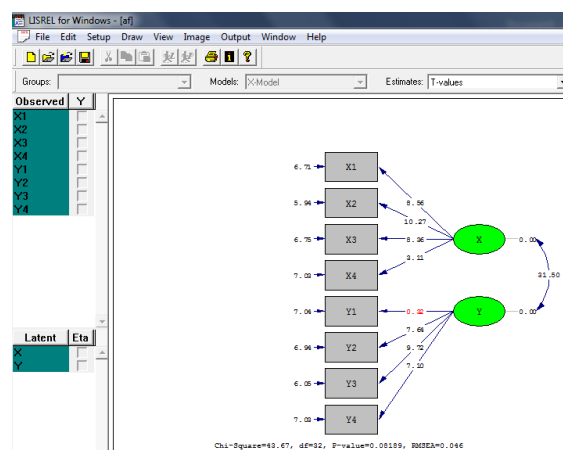 LISREL for Windows - [af]
File Edit Setup Draw View Image Output Window Help
Groups: Models: X-Model Estimates: T-values
Observed Y
X1
X2
X3
X4
Y1
Y2
Y3
Y4
Latent Eta
X
Y
6.71 X1
8.56
5.94 X2
10.27
6.75 X3 8.36 X 0.00
3.11
7.03 X4
31.50
7.04 Y1 0.32 Y 0.00
7.64
6.94 Y2
9.72
6.05 Y3
7.10
7.03 Y4
Chi-Square=43.67, df=32, P-value=0.08189, RMSEA=0.046